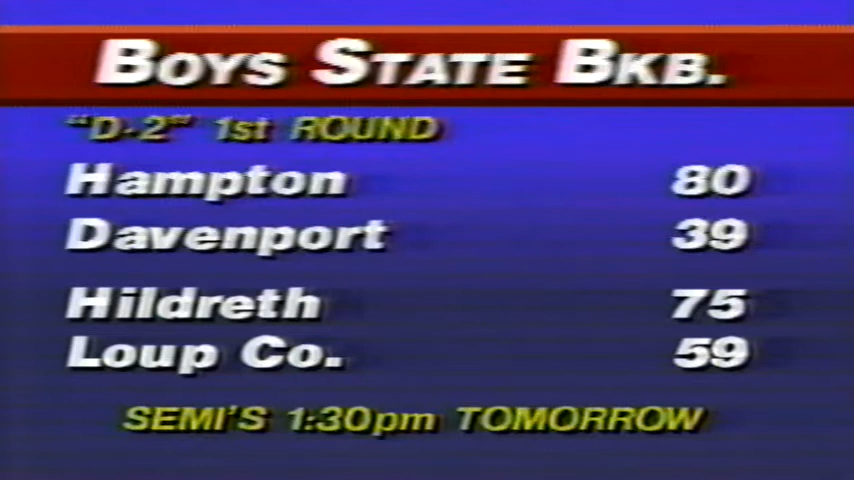 BOYS STATE BKB.
"D-2" 1st ROUND
Hampton 80
Davenport 39
Hildreth 75
Loup Co. 59
SEMI'S 1:30pm TOMORROW